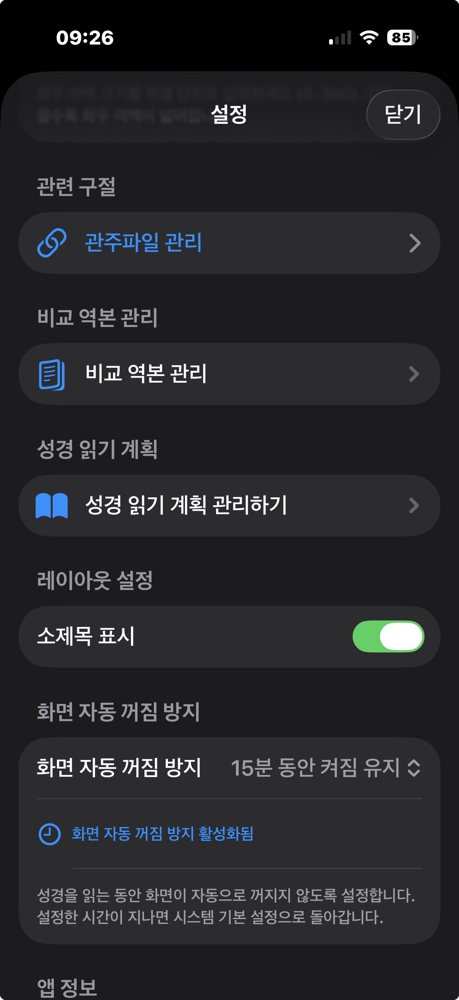 09:26
85
설정
닫기
관련 구절
관주파일 관리
비교 역본 관리
비교 역본 관리
성경 읽기 계획
성경 읽기 계획 관리하기
레이아웃 설정
소제목 표시
화면 자동 꺼짐 방지
화면 자동 꺼짐 방지 15분 동안 켜짐 유지
화면 자동 꺼짐 방지 활성화됨
성경을 읽는 동안 화면이 자동으로 꺼지지 않도록 설정합니다.
설정한 시간이 지나면 시스템 기본 설정으로 돌아갑니다.
앱 정보